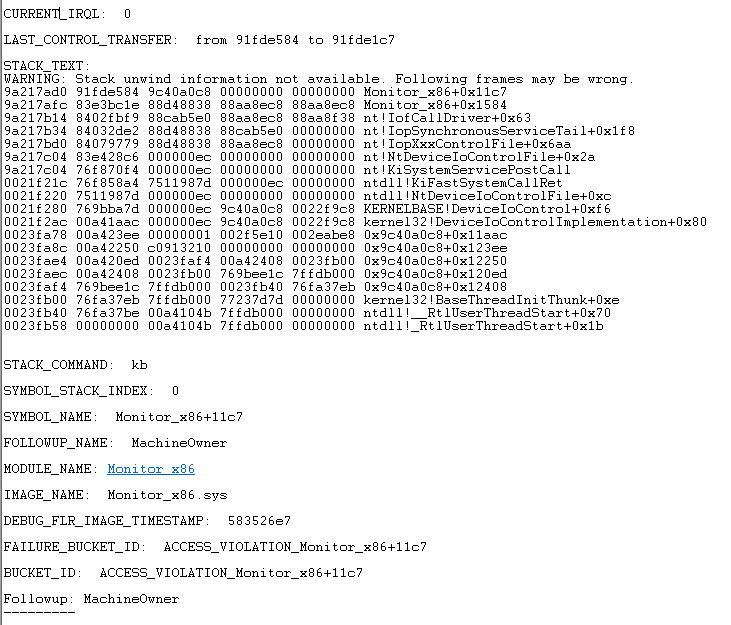 CURRENT_IRQL:  0
LAST_CONTROL_TRANSFER:  from 91fde584 to 91fde1c7
STACK_TEXT:
WARNING: Stack unwind information not available. Following frames may be wrong.
9a217ad0 91fde584 9c40a0c8 00000000 00000000 Monitor_x86+0x11c7
9a217afc 83e3bc1e 88d48838 88aa8ec8 88aa8ec8 Monitor_x86+0x1584
9a217b14 8402fbf9 88cab5e0 88aa8ec8 88aa8f38 nt!IofCallDriver+0x63
9a217b34 84032de2 88d48838 88cab5e0 00000000 nt!IopSynchronousServiceTail+0x1f8
9a217bd0 84079779 88d48838 88aa8ec8 00000000 nt!IopXxxControlFile+0x6aa
9a217c04 83e428c6 000000ec 00000000 00000000 nt!NtDeviceIoControlFile+0x2a
9a217c04 76f870f4 000000ec 00000000 00000000 nt!KiSystemServicePostCall
0021f21c 76f858a4 7511987d 000000ec 00000000 ntdll!KiFastSystemCallRet
0021f220 7511987d 000000ec 00000000 00000000 ntdll!NtDeviceIoControlFile+0xc
0021f280 769bba7d 000000ec 9c40a0c8 0022f9c8 KERNELBASE!DeviceIoControl+0xf6
0021f2ac 00a41aac 000000ec 9c40a0c8 0022f9c8 kernel32!DeviceIoControlImplementation+0x80
0023fa78 00a423ee 00000001 002f5e10 002eabe8 0x9c40a0c8+0x11aac
0023fa8c 00a42250 c0913210 00000000 00000000 0x9c40a0c8+0x123ee
0023fae4 00a420ed 0023faf4 00a42408 0023fb00 0x9c40a0c8+0x12250
0023faec 00a42408 0023fb00 769bee1c 7ffdb000 0x9c40a0c8+0x120ed
0023faf4 769bee1c 7ffdb000 0023fb40 76fa37eb 0x9c40a0c8+0x12408
0023fb00 76fa37eb 7ffdb000 77237d7d 00000000 kernel32!BaseThreadInitThunk+0xe
0023fb40 76fa37be 00a4104b 7ffdb000 00000000 ntdll!__RtlUserThreadStart+0x70
0023fb58 00000000 00a4104b 7ffdb000 00000000 ntdll!_RtlUserThreadStart+0x1b
STACK_COMMAND:  kb
SYMBOL_STACK_INDEX:  0
SYMBOL_NAME:  Monitor_x86+11c7
FOLLOWUP_NAME:  MachineOwner
MODULE_NAME: Monitor_x86
IMAGE_NAME:  Monitor_x86.sys
DEBUG_FLR_IMAGE_TIMESTAMP:  583526e7
FAILURE_BUCKET_ID:  ACCESS_VIOLATION_Monitor_x86+11c7
BUCKET_ID:  ACCESS_VIOLATION_Monitor_x86+11c7
Followup: MachineOwner
---------